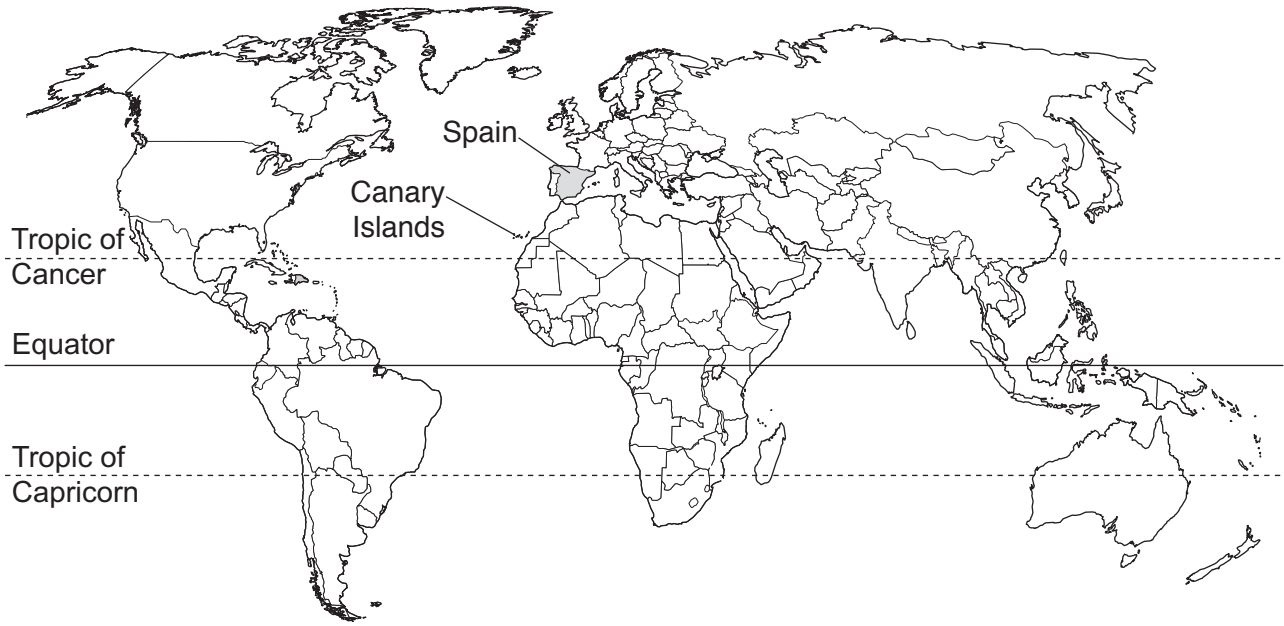 Spain
Canary
Islands
Tropic of
Cancer
Equator
Tropic of
Capricorn